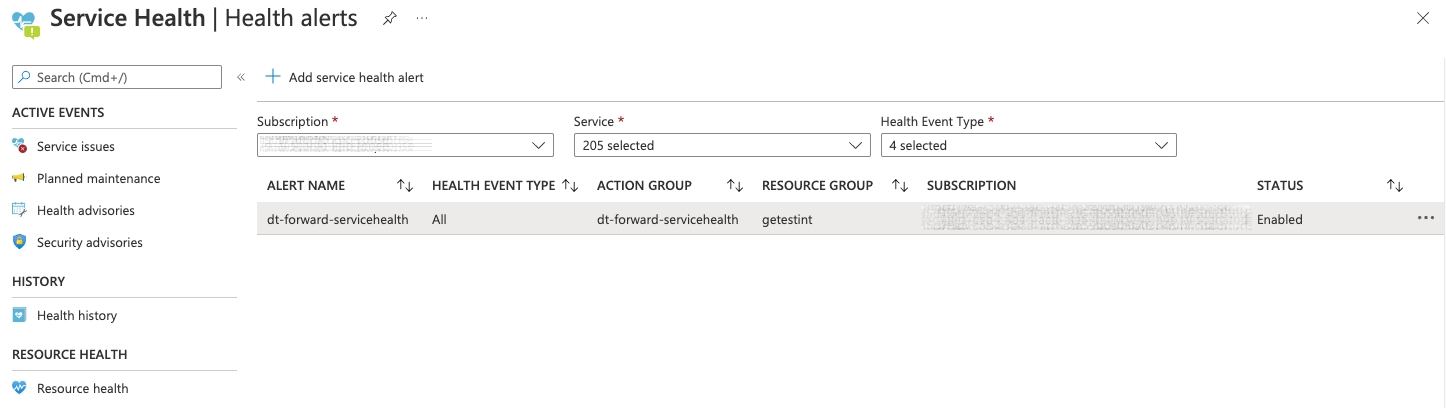 Service Health | Health alerts
Search (Cmd+/)
Add service health alert
ACTIVE EVENTS
Service issues
Planned maintenance
Health advisories
Security advisories
HISTORY
Health history
RESOURCE HEALTH
Resource health
Subscription * Service * Health Event Type *
205 selected 4 selected
ALERT NAME HEALTH EVENT TYPE ACTION GROUP RESOURCE GROUP SUBSCRIPTION STATUS
dt-forward-servicehealth All dt-forward-servicehealth getestint Enabled